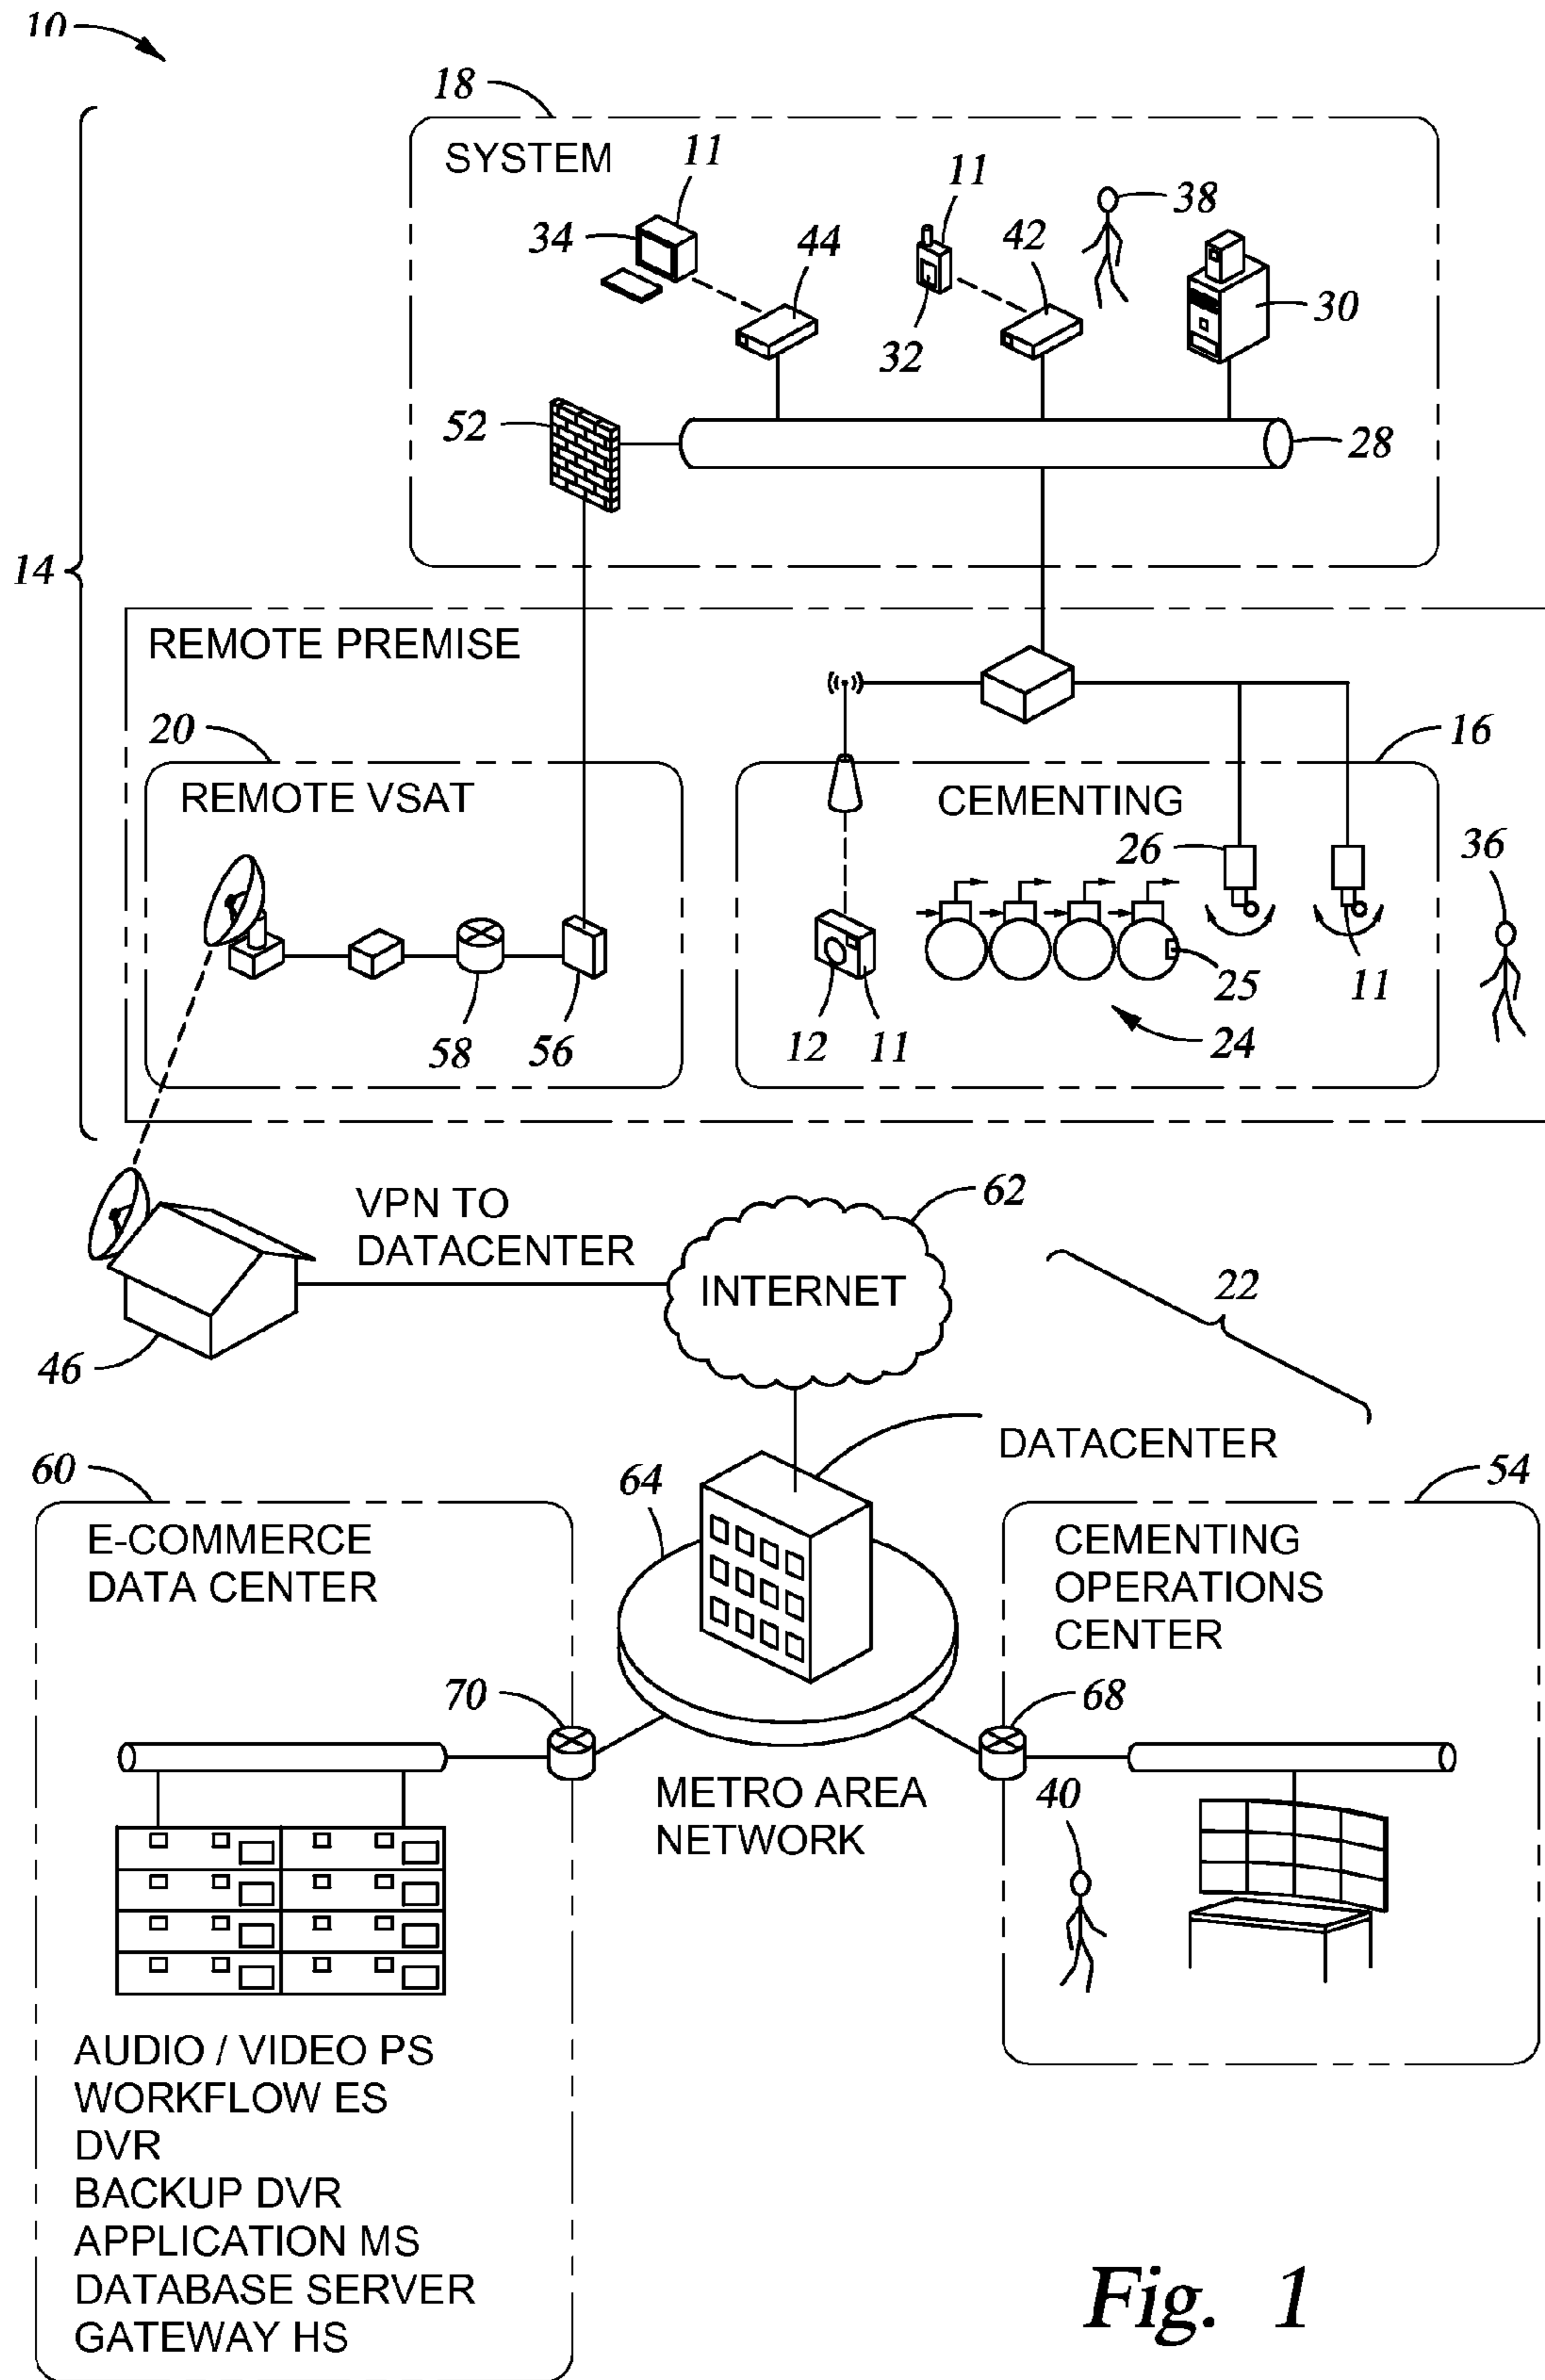 10
18
SYSTEM
11
11
38
34
44
42
32
30
52
28
14
REMOTE PREMISE
20
16
REMOTE VSAT
CEMENTING
26
36
58
56
12
11
25
11
24
VPN TO
DATACENTER
62
INTERNET
22
46
DATACENTER
60
64
54
E-COMMERCE
DATA CENTER
CEMENTING
OPERATIONS
CENTER
70
68
METRO AREA
NETWORK
40
AUDIO / VIDEO PS
WORKFLOW ES
DVR
BACKUP DVR
APPLICATION MS
DATABASE SERVER
GATEWAY HS
Fig. 1